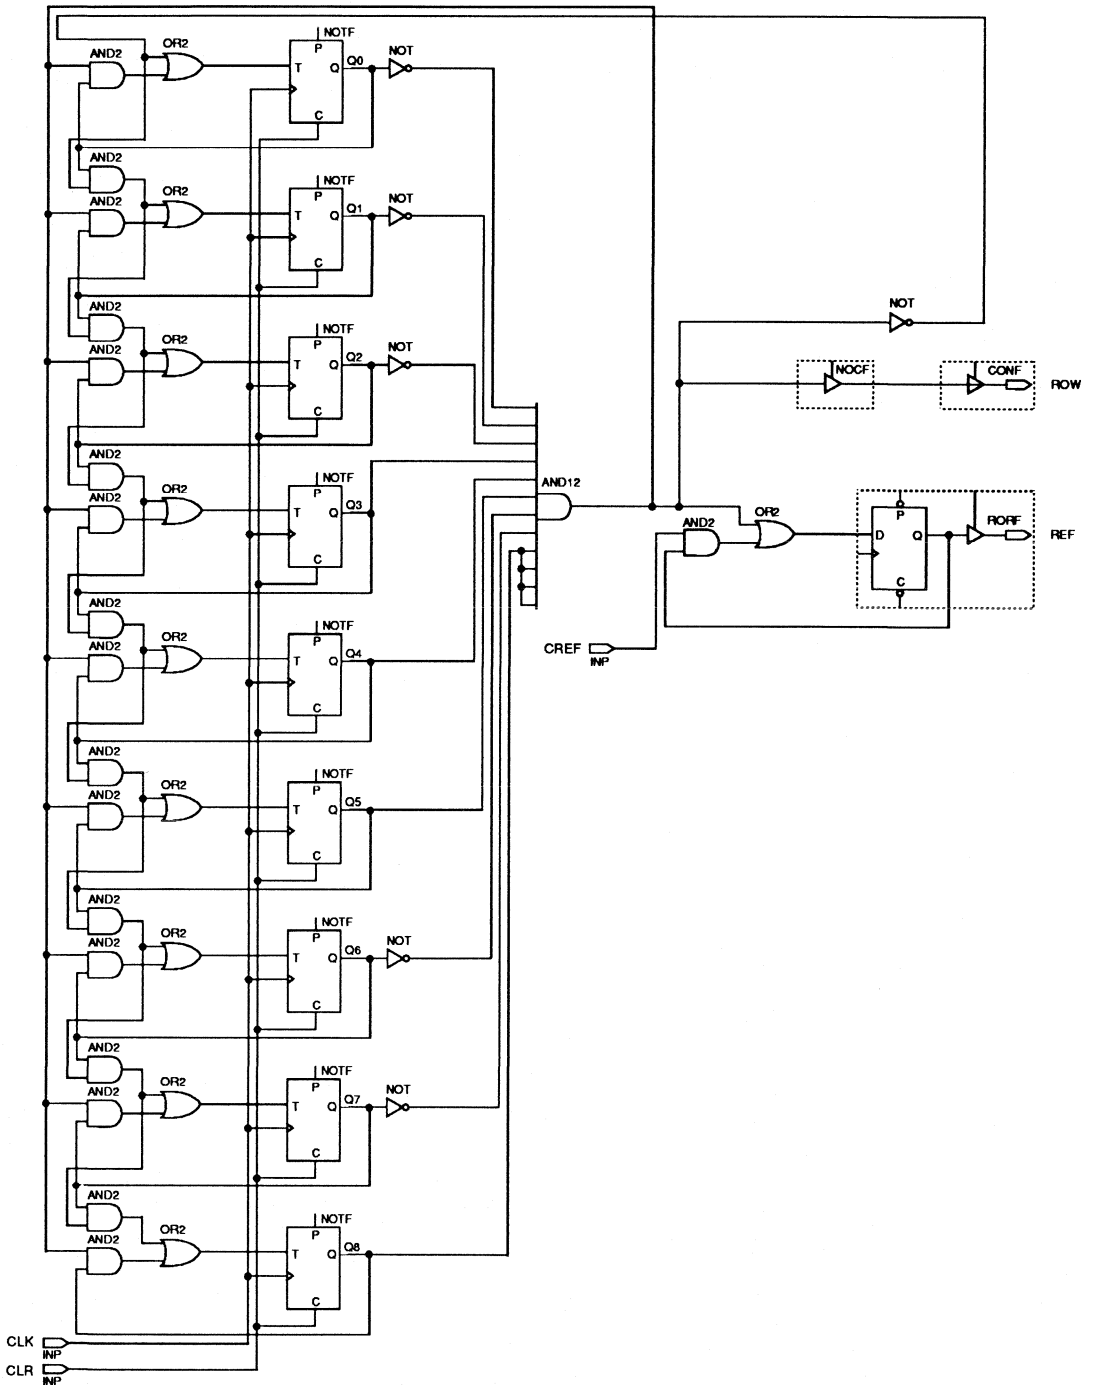 NOTF
AND2 OR2 P Q0 NOT
T Q
C
AND2
NOTF
AND2 OR2 P Q1 NOT
T Q
C
AND2
NOTF
AND2 OR2 P Q2 NOT
T Q
C
NOT
NOCF CONF ROW
AND2
NOTF
AND2 OR2 P Q3 AND12
T Q
C
AND2 OR2 P RORF REF
D Q
C
AND2
NOTF
AND2 OR2 P Q4
T Q
C
CREF INP
AND2
NOTF
AND2 OR2 P Q5
T Q
C
AND2
NOTF
AND2 OR2 P Q6 NOT
T Q
C
AND2
NOTF
AND2 OR2 P Q7 NOT
T Q
C
AND2
NOTF
AND2 OR2 P Q8
T Q
C
CLK INP
CLR INP